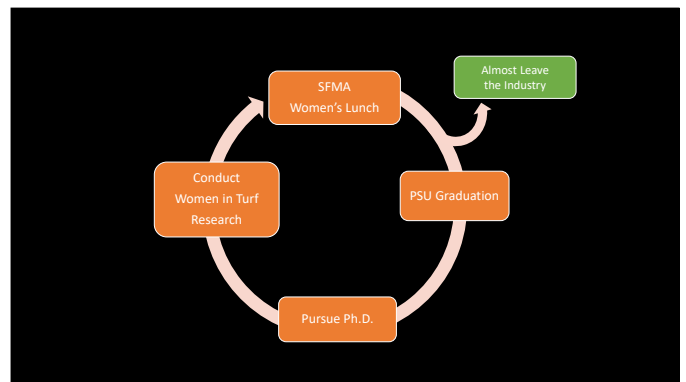 SFMA
Women's Lunch
Almost Leave
the Industry
Conduct
Women in Turf
Research
PSU Graduation
Pursue Ph.D.